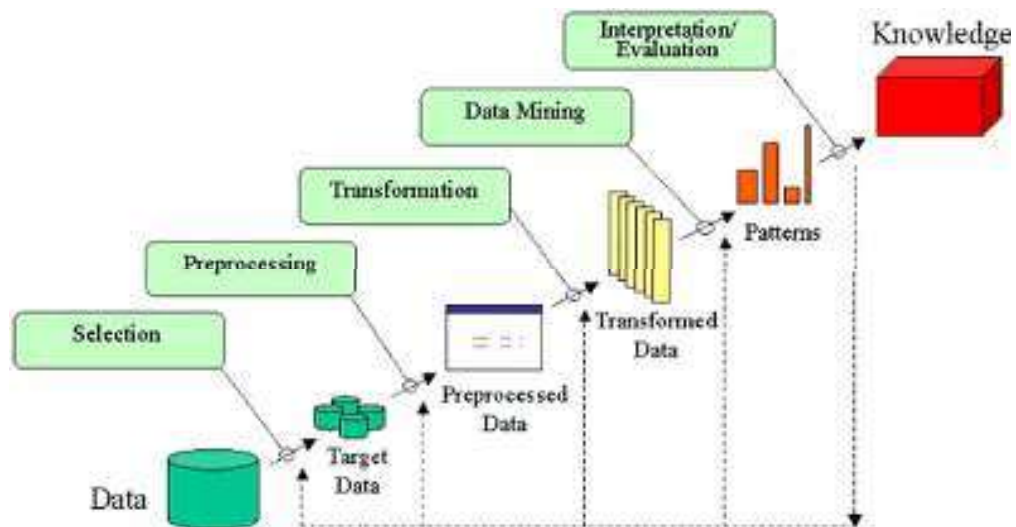 Interpretation/
Evaluation
Knowledge
Data Mining
Transformation
Patterns
Preprocessing
Transformed
Data
Selection
Preprocessed
Data
Target
Data
Data